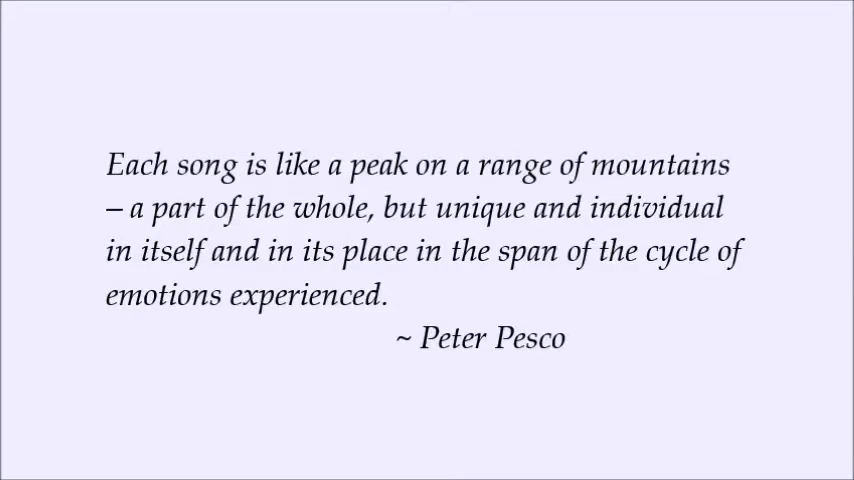 Each song is like a peak on a range of mountains
– a part of the whole, but unique and individual
in itself and in its place in the span of the cycle of
emotions experienced.
~ Peter Pesco